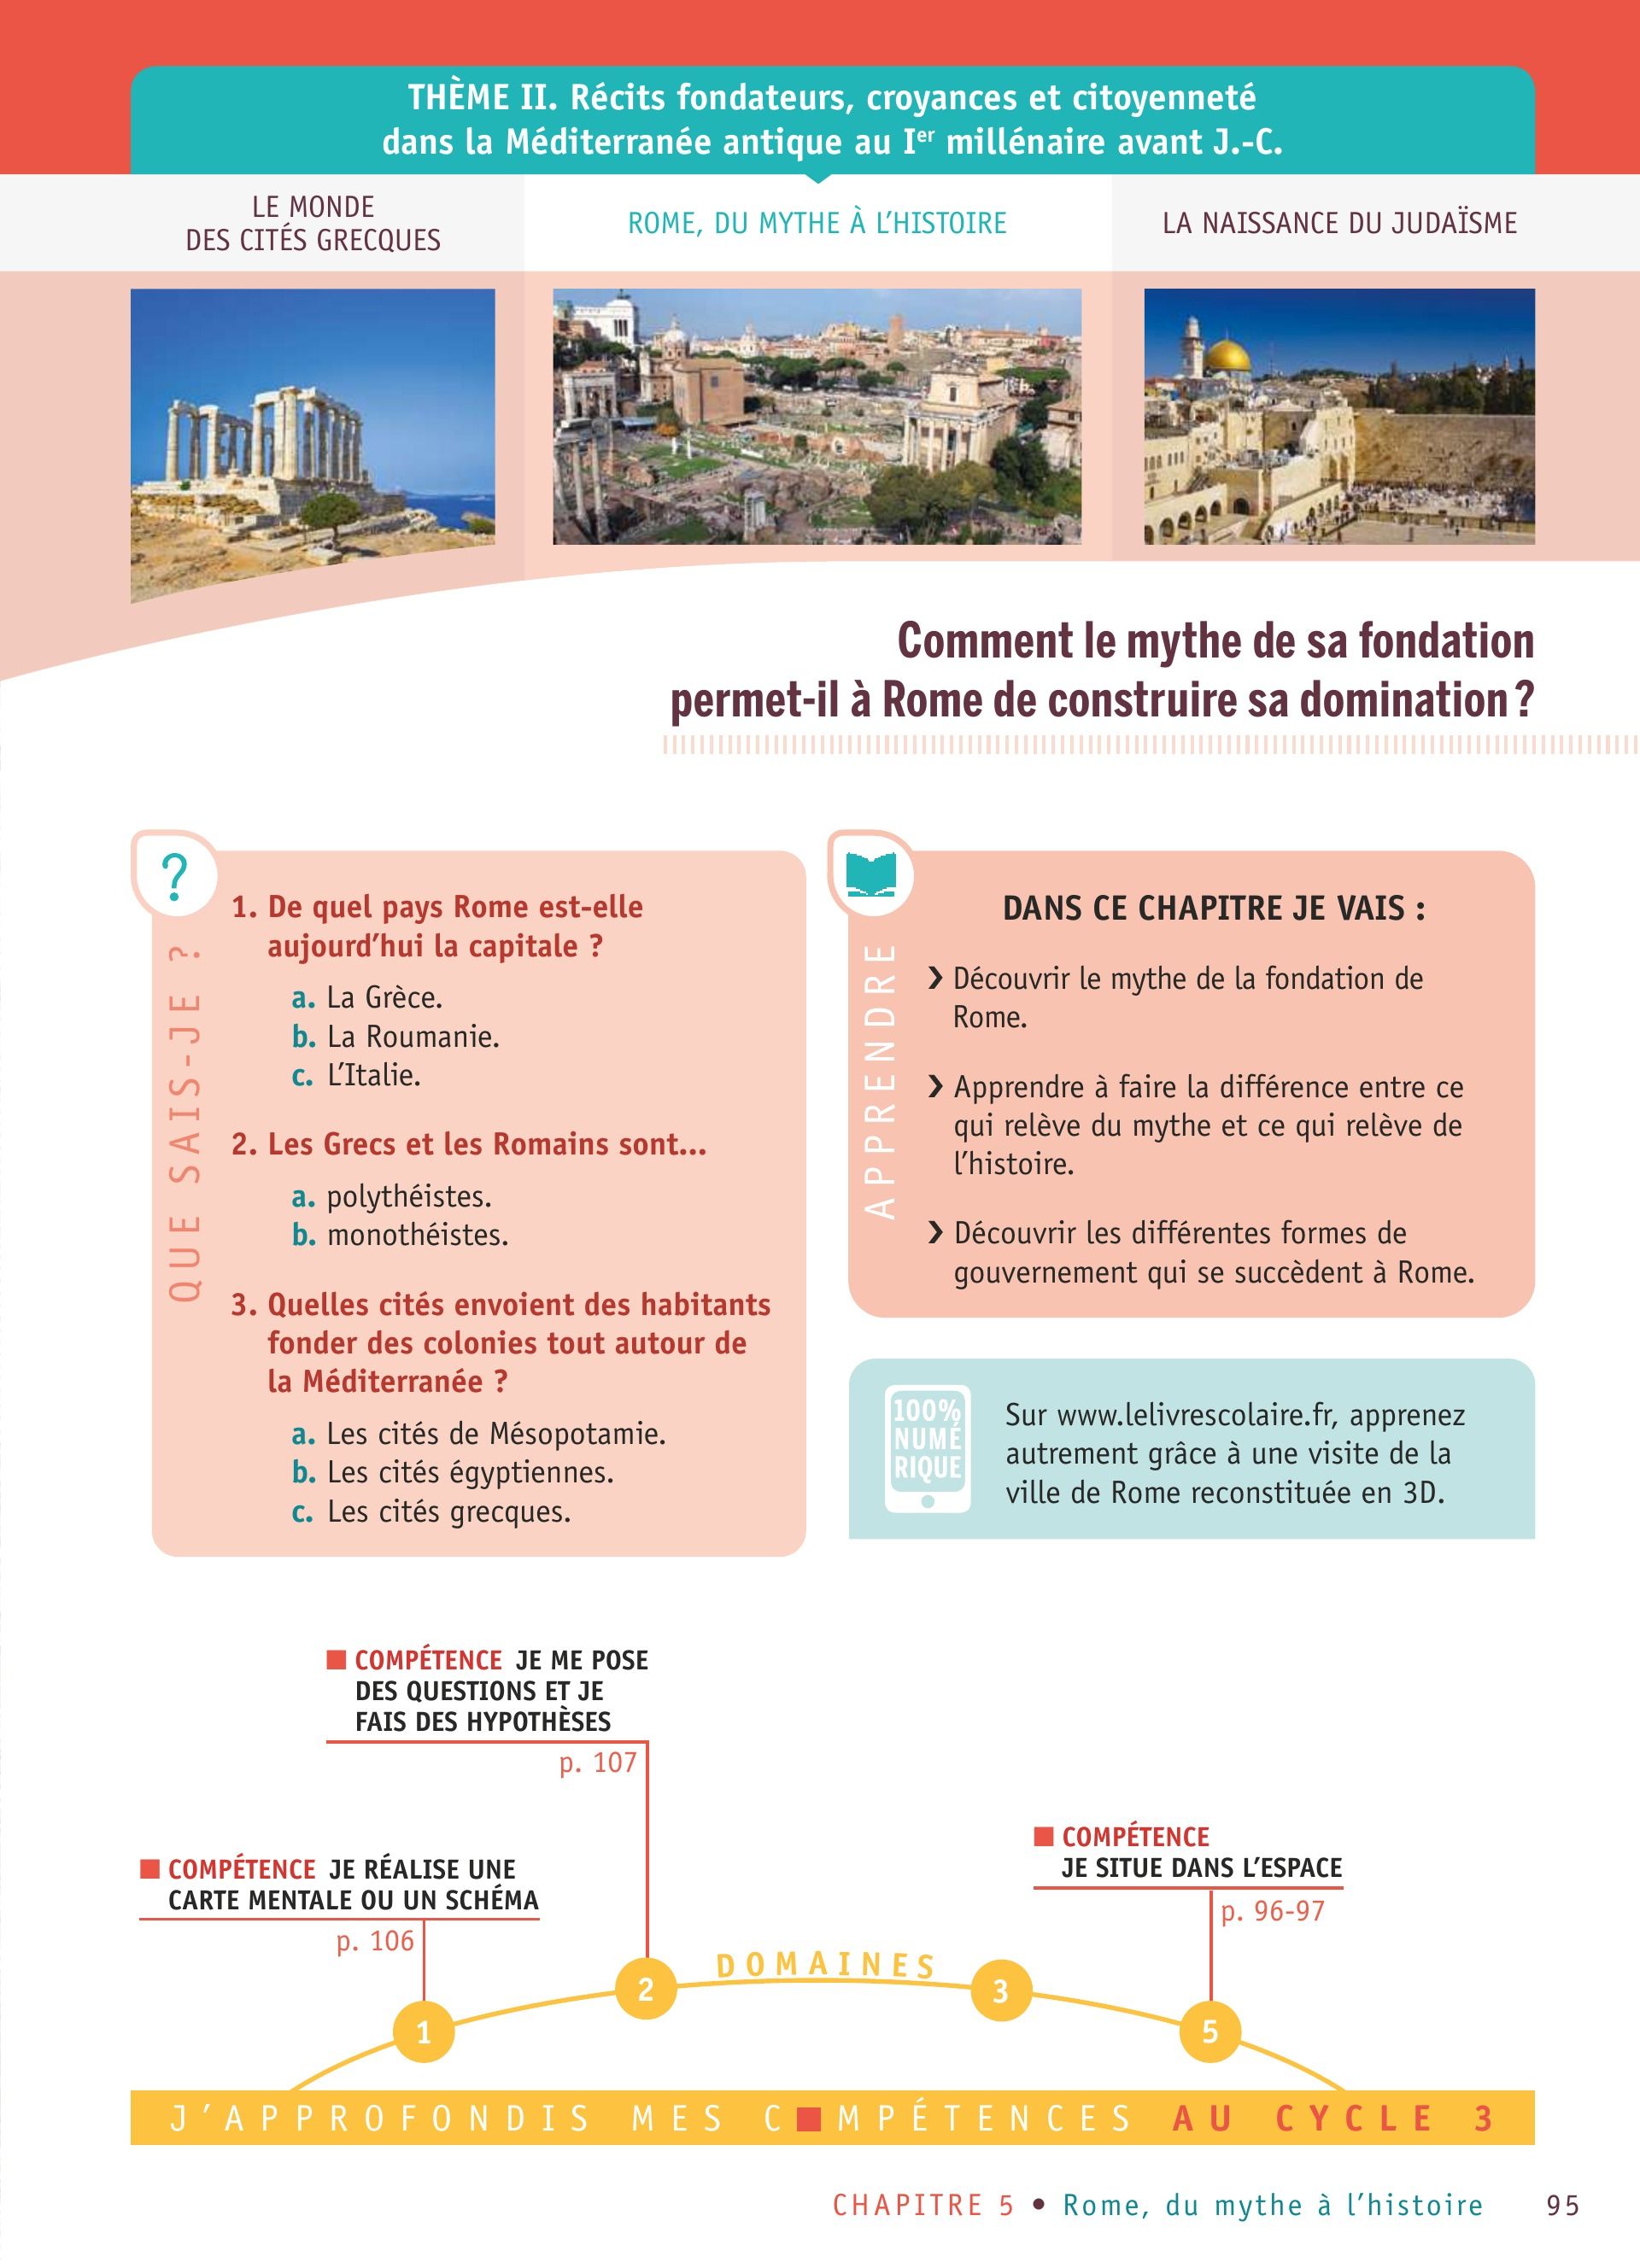 THÈME II. Récits fondateurs, croyances et citoyenneté
dans la Méditerranée antique au Ier millénaire avant J.-C.
LE MONDE
DES CITÉS GRECQUES
ROME, DU MYTHE À L'HISTOIRE
LA NAISSANCE DU JUDAÏSME
Comment le mythe de sa fondation
permet-il à Rome de construire sa domination ?
?
QUE SAIS-JE ?
1. De quel pays Rome est-elle
aujourd'hui la capitale ?
a. La Grèce.
b. La Roumanie.
c. L'Italie.
2. Les Grecs et les Romains sont...
a. polythéistes.
b. monothéistes.
3. Quelles cités envoient des habitants
fonder des colonies tout autour de
la Méditerranée ?
a. Les cités de Mésopotamie.
b. Les cités égyptiennes.
c. Les cités grecques.
APPRENDRE
DANS CE CHAPITRE JE VAIS :
❯ Découvrir le mythe de la fondation de
Rome.
❯ Apprendre à faire la différence entre ce
qui relève du mythe et ce qui relève de
l'histoire.
❯ Découvrir les différentes formes de
gouvernement qui se succèdent à Rome.
100%
NUMÉ
RIQUE
Sur www.lelivrescolaire.fr, apprenez
autrement grâce à une visite de la
ville de Rome reconstituée en 3D.
COMPÉTENCE JE ME POSE
DES QUESTIONS ET JE
FAIS DES HYPOTHÈSES
p. 107
COMPÉTENCE
JE SITUE DANS L'ESPACE
p. 96-97
COMPÉTENCE JE RÉALISE UNE
CARTE MENTALE OU UN SCHÉMA
p. 106
DOMAINES
1
2
3
5
J'APPROFONDIS MES C■MPÉTENCES AU CYCLE 3
CHAPITRE 5 • Rome, du mythe à l'histoire 95